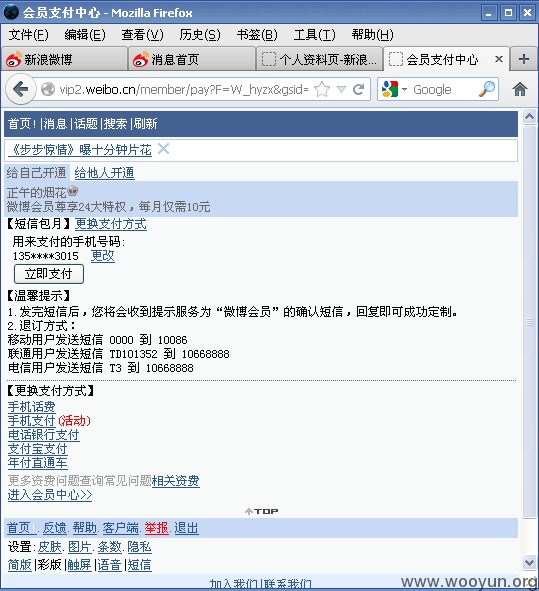 会员支付中心 - Mozilla Firefox
文件(F) 编辑(E) 查看(V) 历史(S) 书签(B) 工具(T) 帮助(H)
新浪微博 消息首页 个人资料页-新浪... 会员支付中心
vip2.weibo.cn/member/pay?F=W_hyzx&gsid= Google
首页!|消息|话题|搜索|刷新
《步步惊情》曝十分钟片花
给自己开通 给他人开通
正午的烟花
微博会员尊享24大特权，每月仅需10元
【短信包月】更换支付方式
用来支付的手机号码:
135****3015 更改
立即支付
【温馨提示】
1.发完短信后，您将会收到提示服务为“微博会员”的确认短信，回复即可成功定制。
2.退订方式：
移动用户发送短信 0000 到 10086
联通用户发送短信 TD101352 到 10668888
电信用户发送短信 T3 到 10668888
【更换支付方式】
手机话费
手机支付(活动)
电话银行支付
支付宝支付
年付直通车
更多资费问题查询常见问题相关资费
进入会员中心>>
TOP
首页!.反馈.帮助.客户端.举报.退出
设置:皮肤.图片.条数.隐私
简版|彩版|触屏|语音|短信
加入我们|联系我们
www.wooyun.org